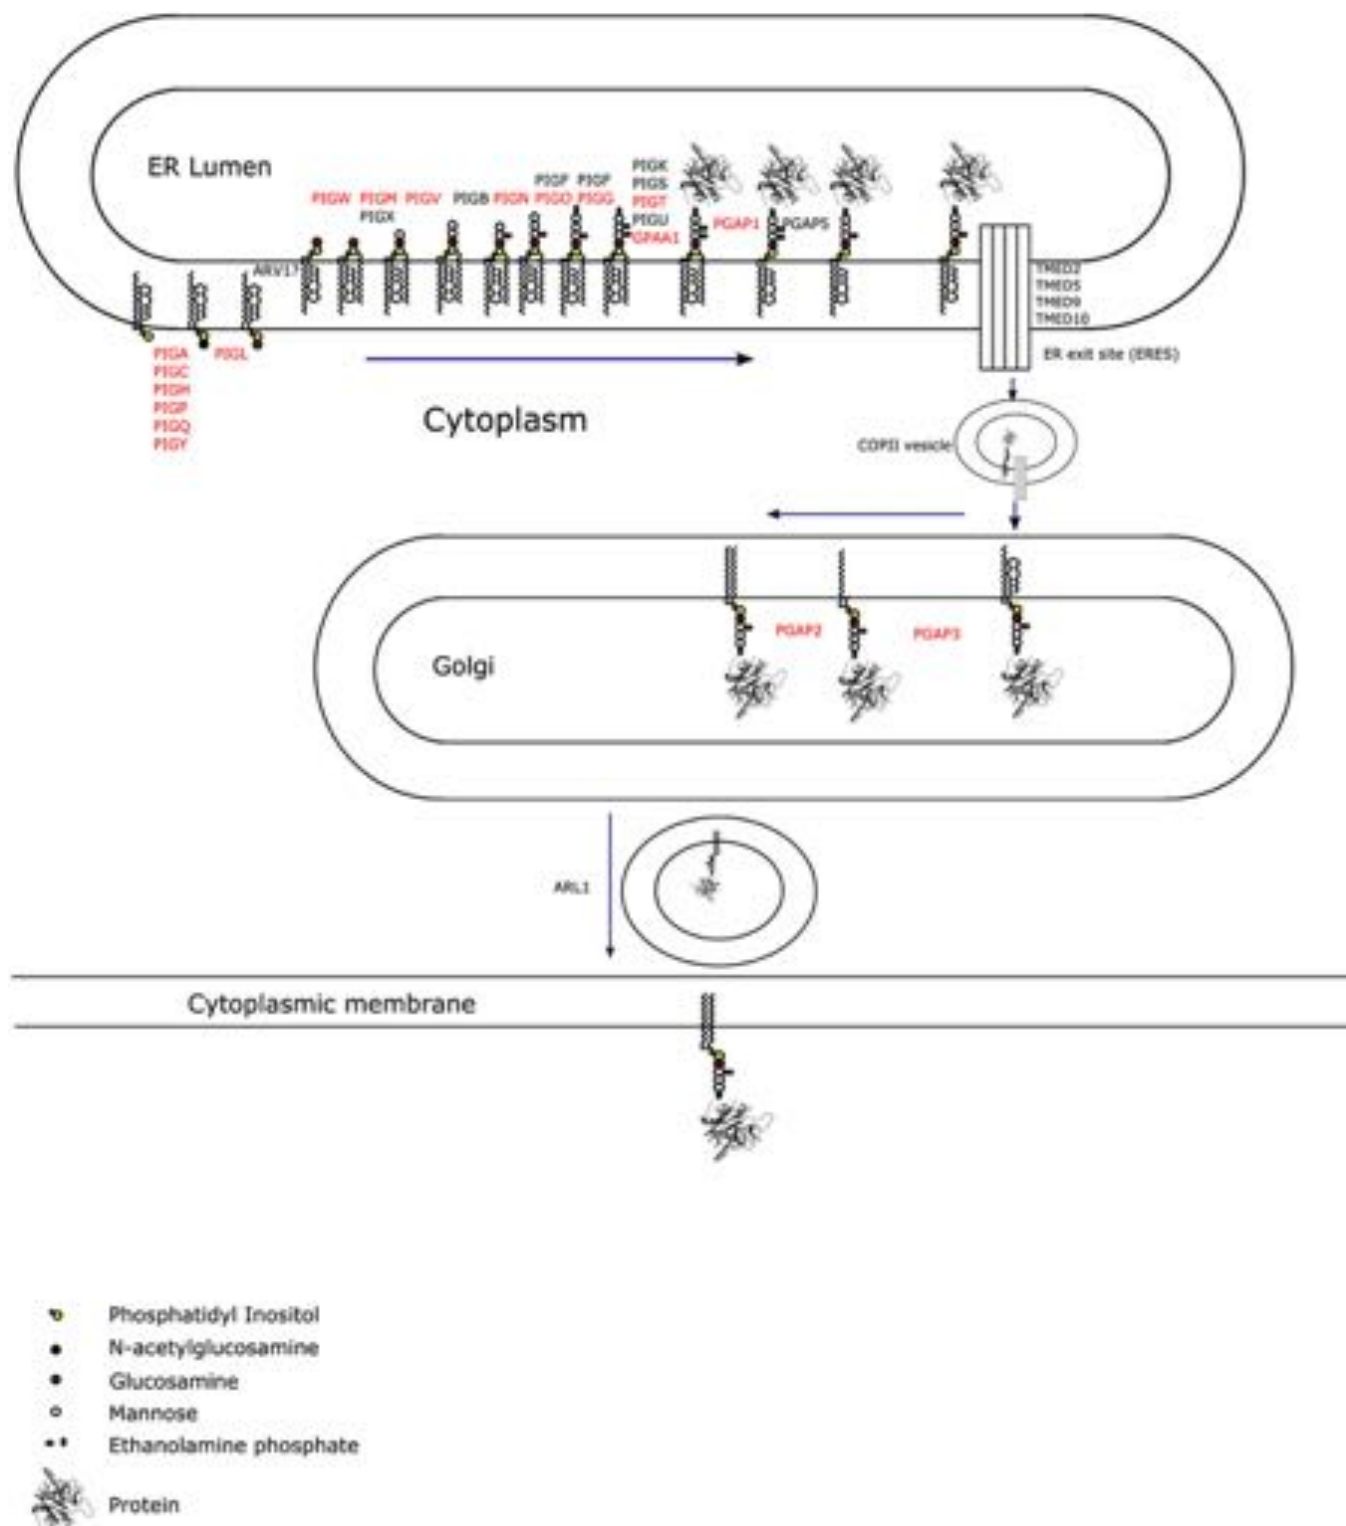 ER Lumen
PIGK
PIGF PIGF PIGS
PIGW PIGM PIGV PIGB PIGN PIGO PIGG PIGT PGAP1 PGAP5
PIGX PIGU
GPAA1
ARV1?
TMED2
TMED5
TMED9
TMED10
PIGA PIGL
PIGC
PIGH
PIGP
PIGQ
PIGY
ER exit site (ERES)
Cytoplasm
COPII vesicle
PGAP2 PGAP3
Golgi
ARL1
Cytoplasmic membrane
Phosphatidyl Inositol
N-acetylglucosamine
Glucosamine
Mannose
Ethanolamine phosphate
Protein